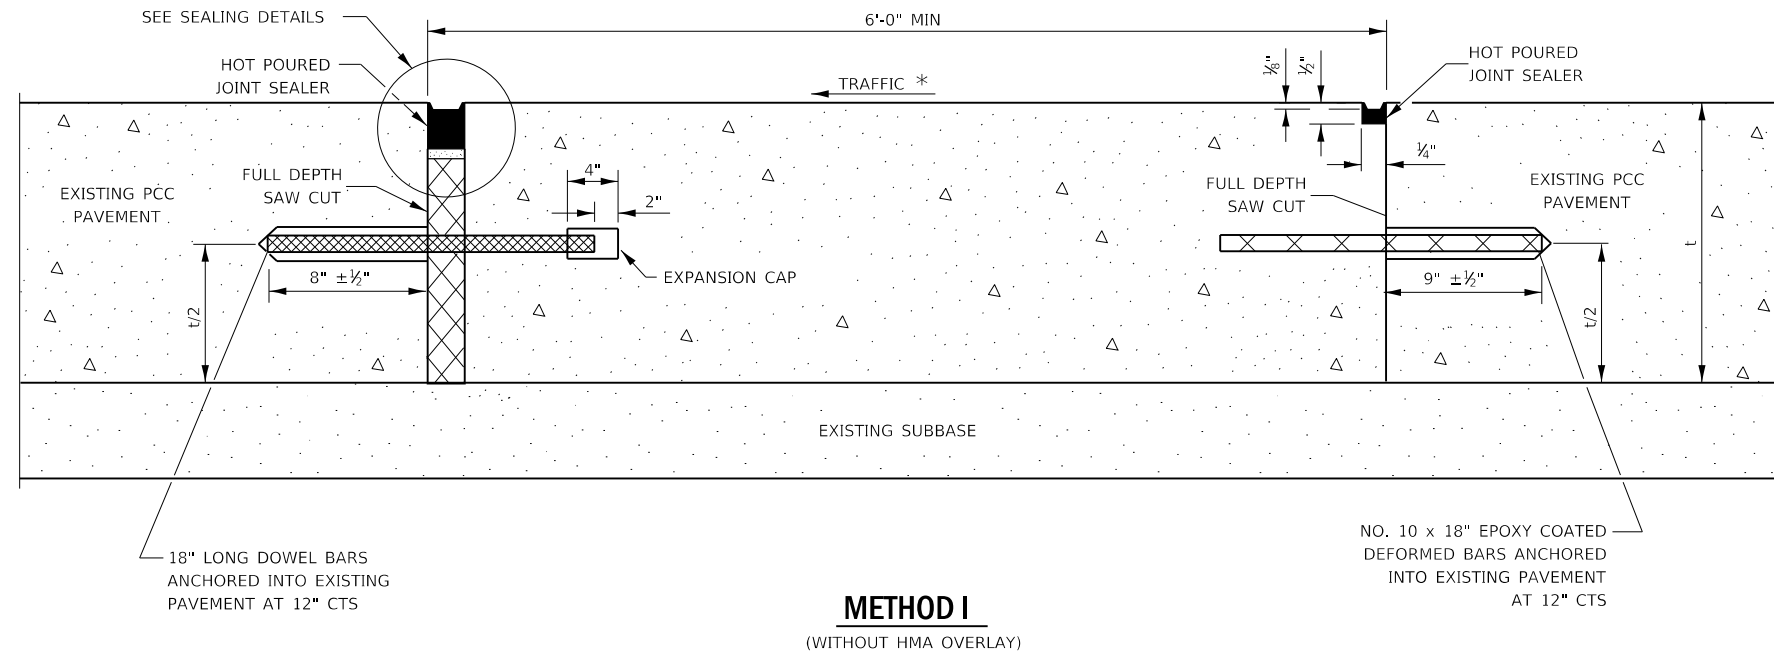 SEE SEALING DETAILS
6'-0" MIN
HOT POURED
JOINT SEALER
TRAFFIC *
⅛"
½"
HOT POURED
JOINT SEALER
¼"
EXISTING PCC
PAVEMENT
FULL DEPTH
SAW CUT
4"
2"
FULL DEPTH
SAW CUT
EXISTING PCC
PAVEMENT
t
8" ±½"
EXPANSION CAP
9" ±½"
t/2
t/2
EXISTING SUBBASE
18" LONG DOWEL BARS
ANCHORED INTO EXISTING
PAVEMENT AT 12" CTS
NO. 10 x 18" EPOXY COATED
DEFORMED BARS ANCHORED
INTO EXISTING PAVEMENT
AT 12" CTS
METHOD I
(WITHOUT HMA OVERLAY)